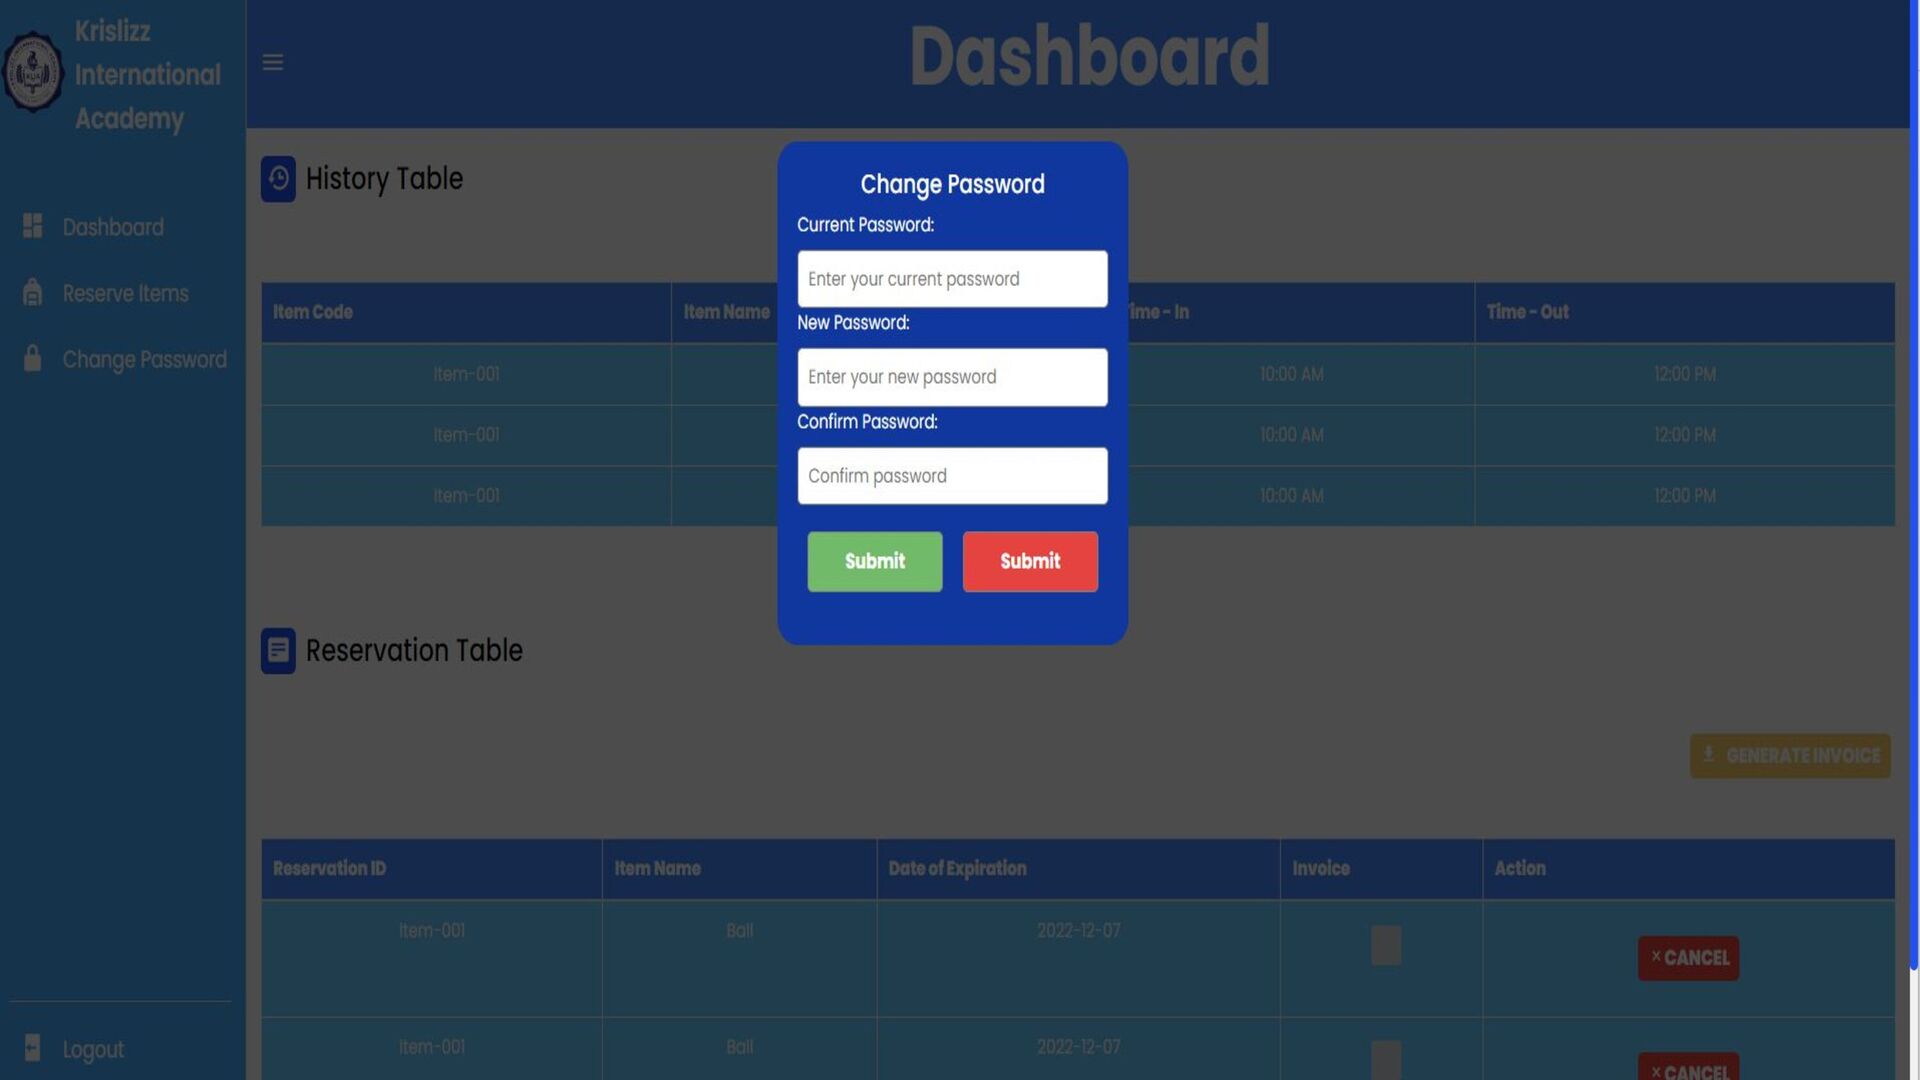 Krislizz
International
Academy
Dashboard
Dashboard
Reserve Items
Change Password
Logout
History Table
Item Code Item Name Time - In Time - Out
Item-001 10:00 AM 12:00 PM
Item-001 10:00 AM 12:00 PM
Item-001 10:00 AM 12:00 PM
Change Password
Current Password:
Enter your current password
New Password:
Enter your new password
Confirm Password:
Confirm password
Submit Submit
Reservation Table
GENERATE INVOICE
Reservation ID Item Name Date of Expiration Invoice Action
Item-001 Ball 2022-12-07 × CANCEL
Item-001 Ball 2022-12-07 × CANCEL